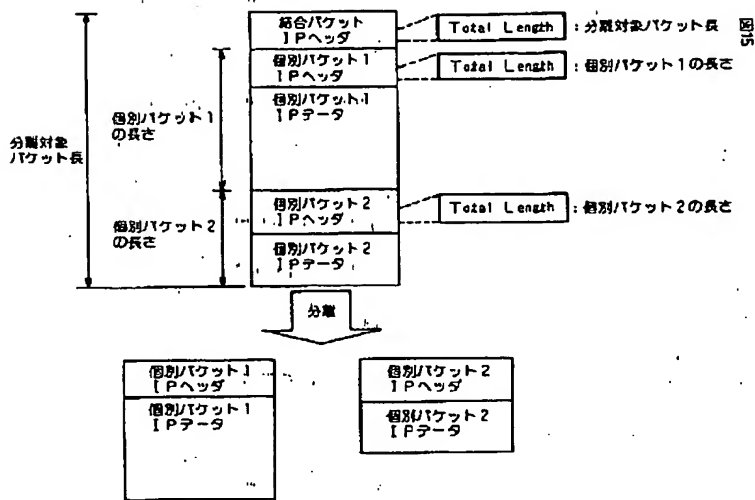 図15
結合パケット
IPヘッダ
Total Length
:分離対象パケット長
個別パケット1
IPヘッダ
Total Length
:個別パケット1の長さ
個別パケット1
IPデータ
個別パケット1
の長さ
分離対象
パケット長
個別パケット2
IPヘッダ
Total Length
:個別パケット2の長さ
個別パケット2
の長さ
個別パケット2
IPデータ
分離
個別パケット1
IPヘッダ
個別パケット1
IPデータ
個別パケット2
IPヘッダ
個別パケット2
IPデータ